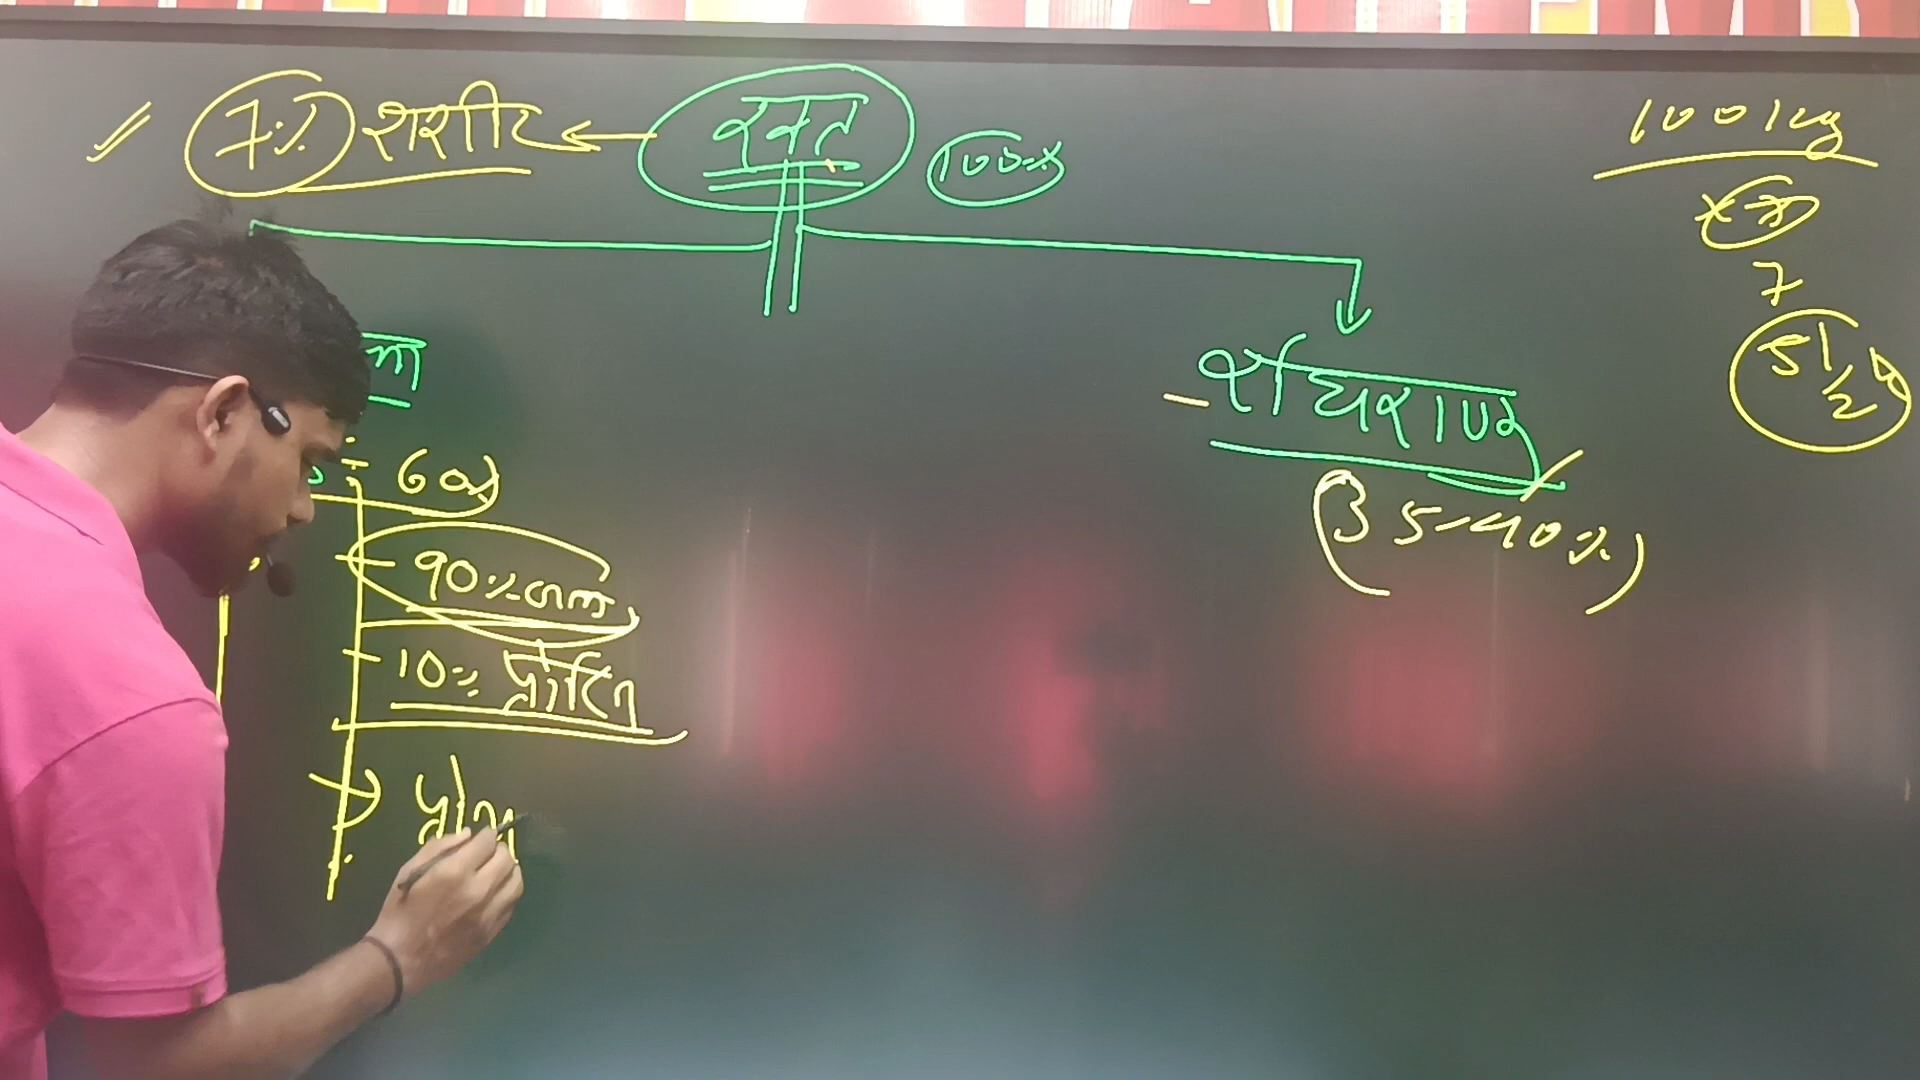 7% शरीर ← रक्त 100%
100 kg
7
5 1/2
रुधिराणु
(35-40%)
60%
90% जल
10% प्रोटीन